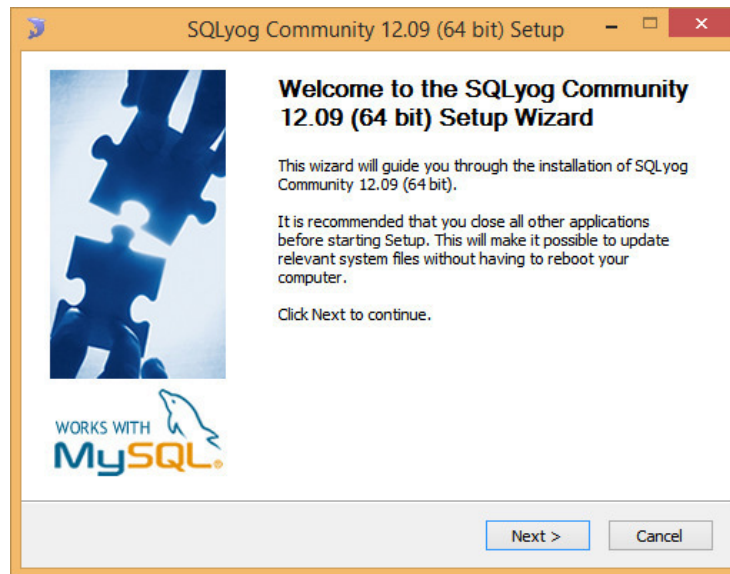 SQLyog Community 12.09 (64 bit) Setup
Welcome to the SQLyog Community
12.09 (64 bit) Setup Wizard
This wizard will guide you through the installation of SQLyog
Community 12.09 (64 bit).
It is recommended that you close all other applications
before starting Setup. This will make it possible to update
relevant system files without having to reboot your
computer.
Click Next to continue.
WORKS WITH
MySQL®
Next >
Cancel